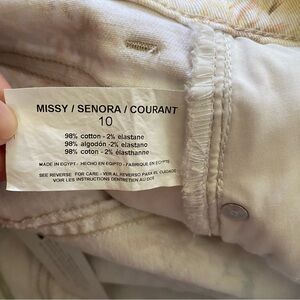 MISSY / SENORA / COURANT
10
98% cotton - 2% elastane
98% algodón -2% elastano
98% coton - 2% élasthanne
MADE IN EGYPT - HECHO EN EGIPTO - FABRIQUE EN EGYPTE
SEE REVERSE FOR CARE - VER AL REVERSO PARA EL CUIDADO
VOIR LES INSTRUCTIONS D'ENTRETIEN AU DOS